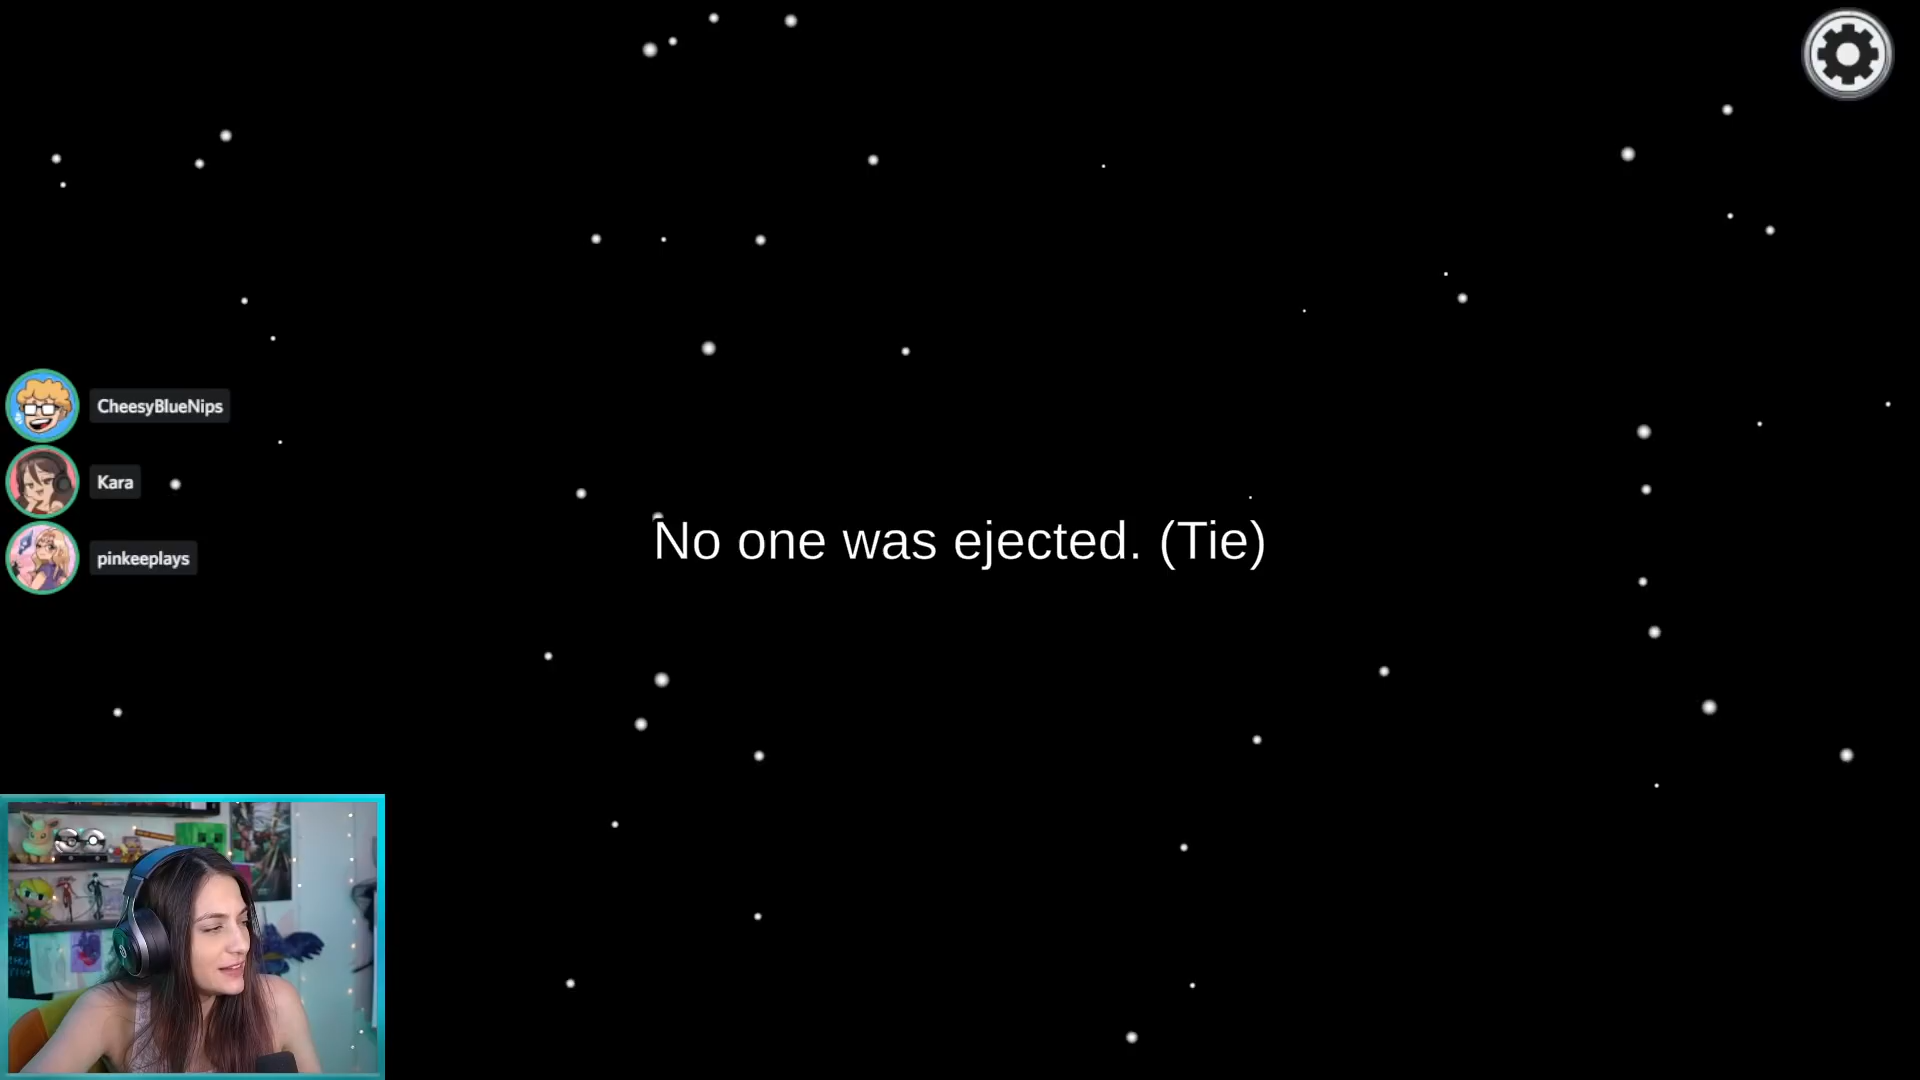 CheesyBlueNips
Kara
pinkeeplays
No one was ejected. (Tie)